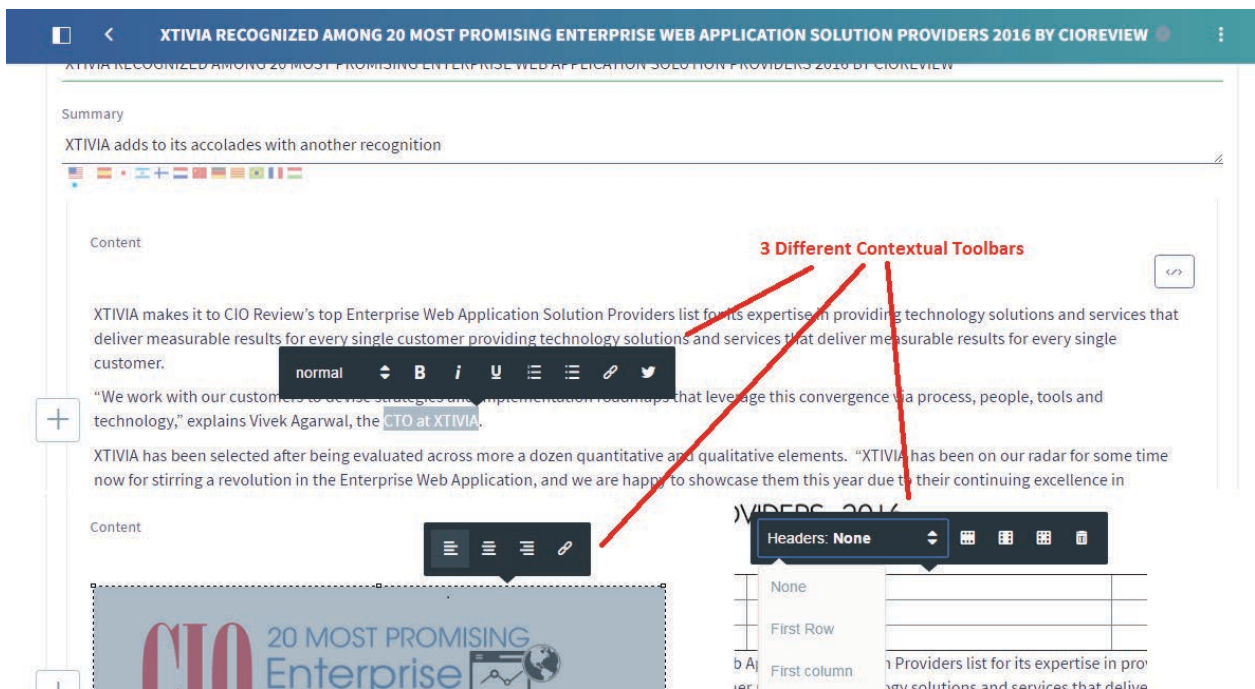 XTIVIA RECOGNIZED AMONG 20 MOST PROMISING ENTERPRISE WEB APPLICATION SOLUTION PROVIDERS 2016 BY CIOREVIEW
XTIVIA RECOGNIZED AMONG 20 MOST PROMISING ENTERPRISE WEB APPLICATION SOLUTION PROVIDERS 2016 BY CIOREVIEW
Summary
XTIVIA adds to its accolades with another recognition
Content
3 Different Contextual Toolbars
XTIVIA makes it to CIO Review's top Enterprise Web Application Solution Providers list for its expertise in providing technology solutions and services that
deliver measurable results for every single customer providing technology solutions and services that deliver measurable results for every single
customer.
normal B i U
“We work with our customers to devise strategies and implementation roadmaps that leverage this convergence via process, people, tools and
technology,” explains Vivek Agarwal, the CTO at XTIVIA.
XTIVIA has been selected after being evaluated across more a dozen quantitative and qualitative elements. “XTIVIA has been on our radar for some time
now for stirring a revolution in the Enterprise Web Application, and we are happy to showcase them this year due to their continuing excellence in
Content
OVIDERS 2016
Headers: None
None
First Row
First column
CIO
20 MOST PROMISING
Enterprise
Providers list for its expertise in
solutions and services that